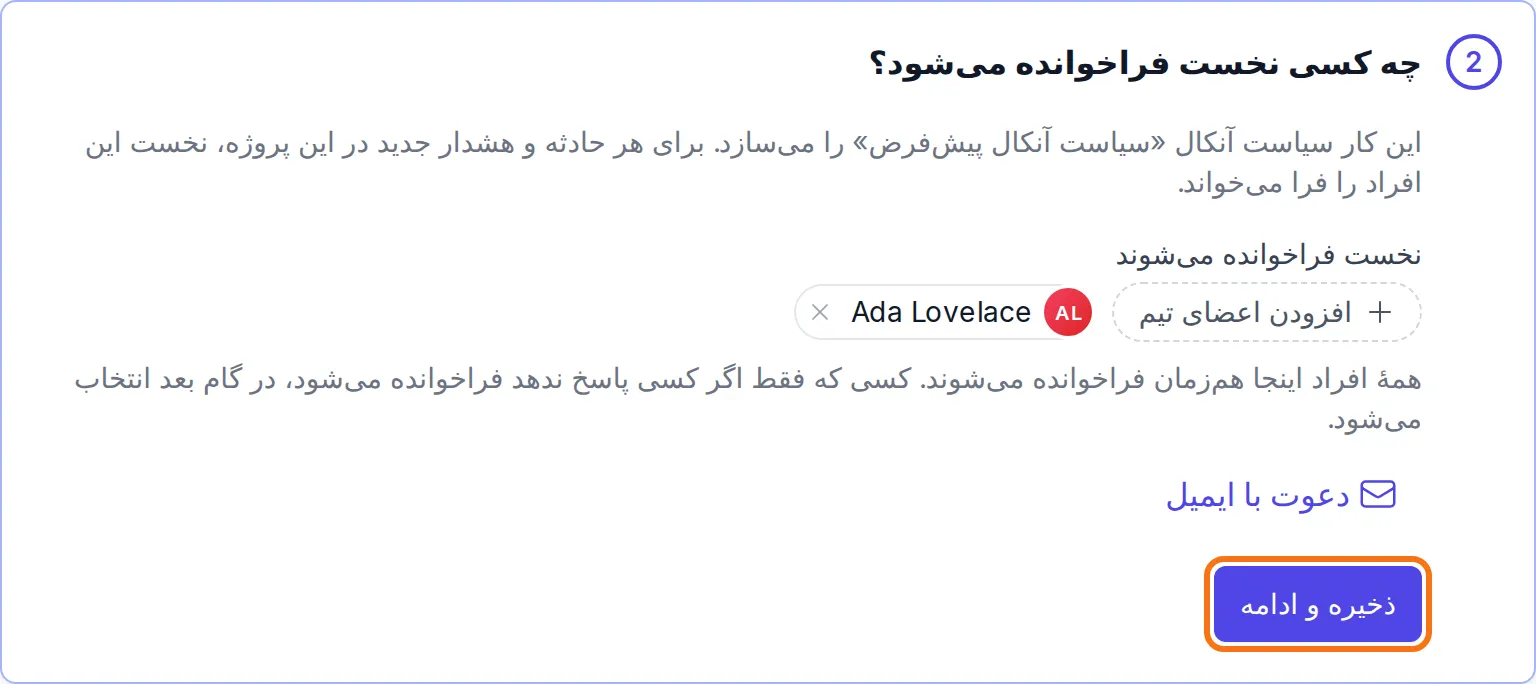 2
چه کسی نخست فراخوانده می‌شود؟
این کار سیاست آنکال «سیاست آنکال پیش‌فرض» را می‌سازد. برای هر حادثه و هشدار جدید در این پروژه، نخست این
افراد را فرا می‌خواند.
نخست فراخوانده می‌شوند
افزودن اعضای تیم
AL Ada Lovelace
همهٔ افراد اینجا هم‌زمان فراخوانده می‌شوند. کسی که فقط اگر کسی پاسخ ندهد فراخوانده می‌شود، در گام بعد انتخاب
می‌شود.
دعوت با ایمیل
ذخیره و ادامه